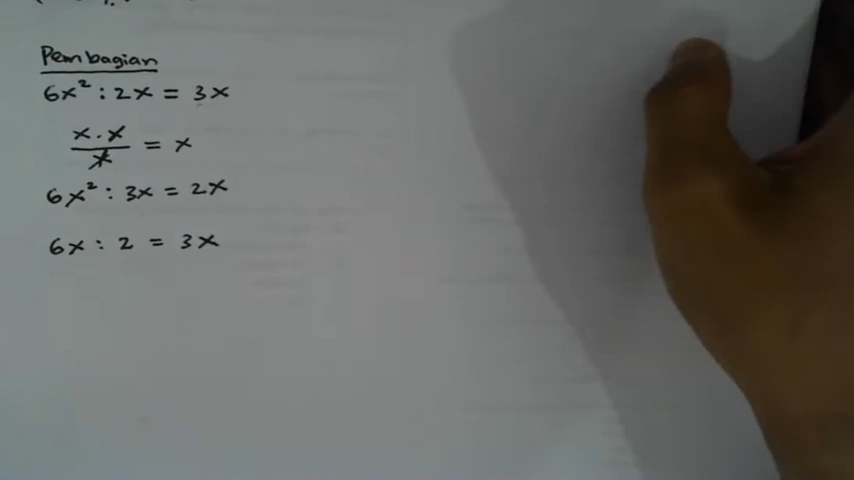 Pembagian
6x² : 2x = 3x
x . x / x = x
6x² : 3x = 2x
6x : 2 = 3x